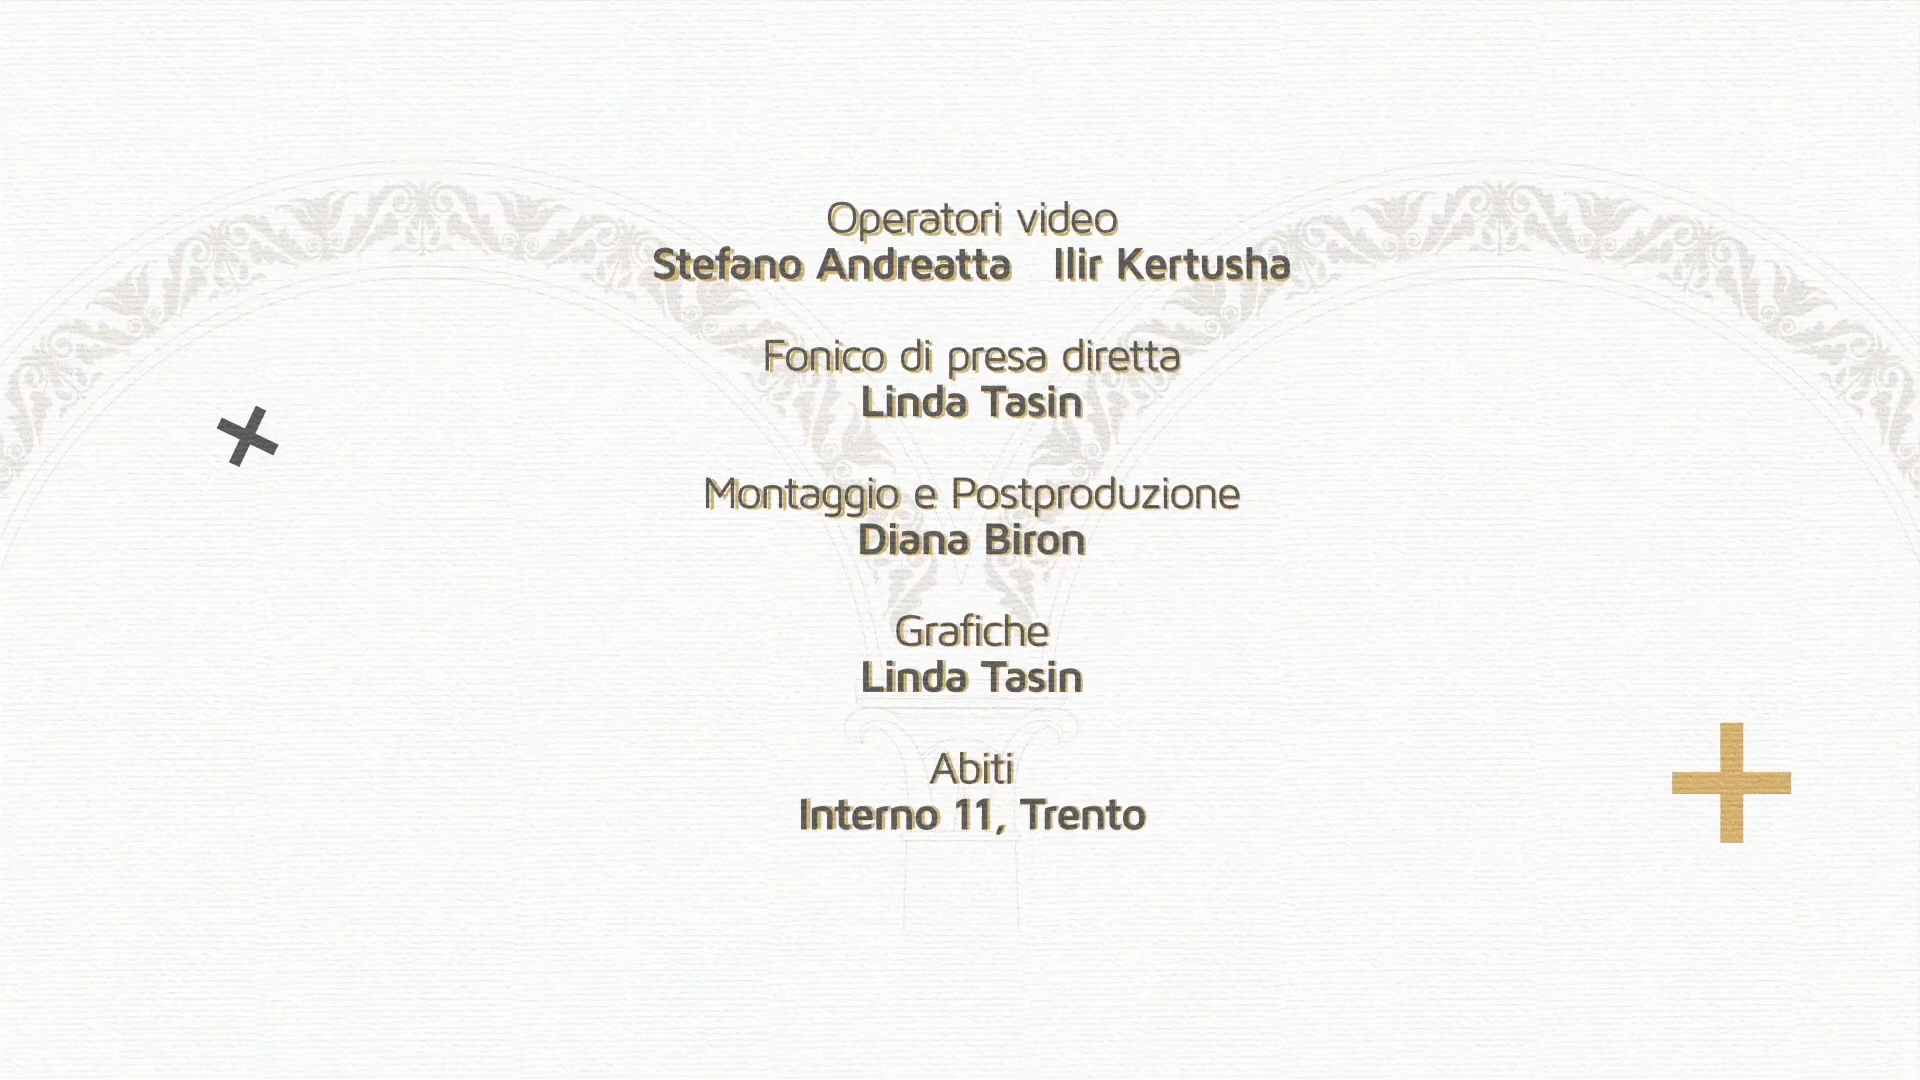 Operatori video
Stefano Andreatta Ilir Kertusha
Fonico di presa diretta
Linda Tasin
Montaggio e Postproduzione
Diana Biron
Grafiche
Linda Tasin
Abiti
Interno 11, Trento